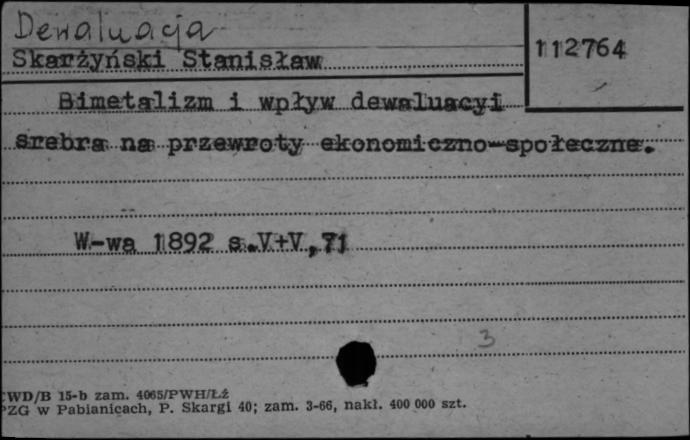 Dewaluacja
Skarżyński Stanisław
112764
Bimetalizm i wpływ dewaluacyi
srebra na przewroty ekonomiczno-społeczne.
W-wa 1892 s.V+V,71
3
WD/B 15-b zam. 4065/PWH/Łź
PZG w Pabianicach, P. Skargi 40; zam. 3-66, nakł. 400 000 szt.